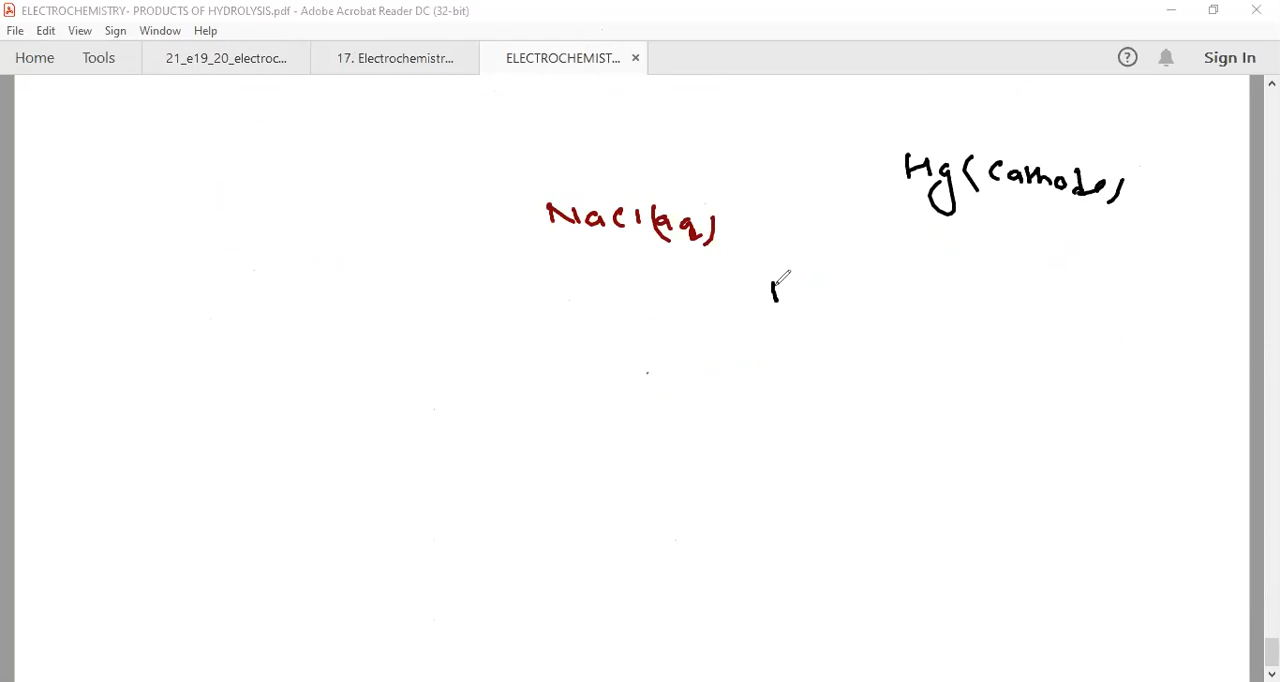 ELECTROCHEMISTRY- PRODUCTS OF HYDROLYSIS.pdf - Adobe Acrobat Reader DC (32-bit)
File Edit View Sign Window Help
Home Tools 21_e19_20_electroc... 17. Electrochemistr... ELECTROCHEMIST... × ? Sign In
Hg(Cathode)
NaCl(aq)